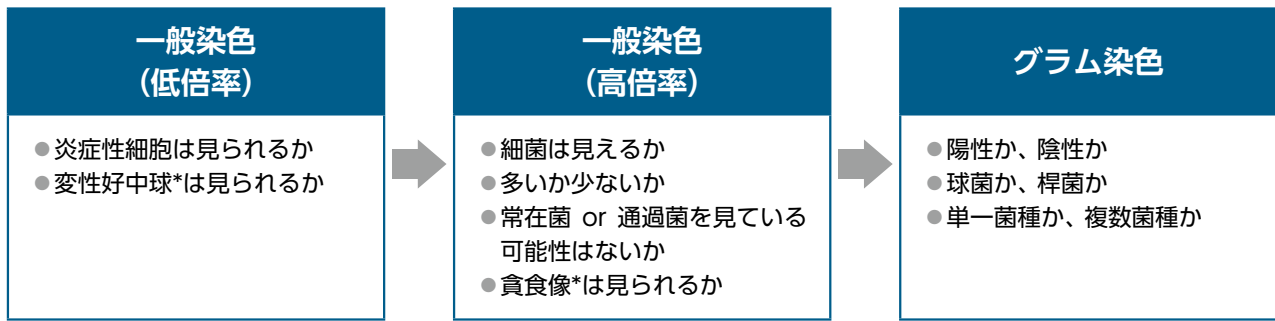 一般染色
（低倍率）
●炎症性細胞は見られるか
●変性好中球*は見られるか
一般染色
（高倍率）
●細菌は見えるか
●多いか少ないか
●常在菌 or 通過菌を見ている
可能性はないか
●貪食像*は見られるか
グラム染色
●陽性か、陰性か
●球菌か、桿菌か
●単一菌種か、複数菌種か